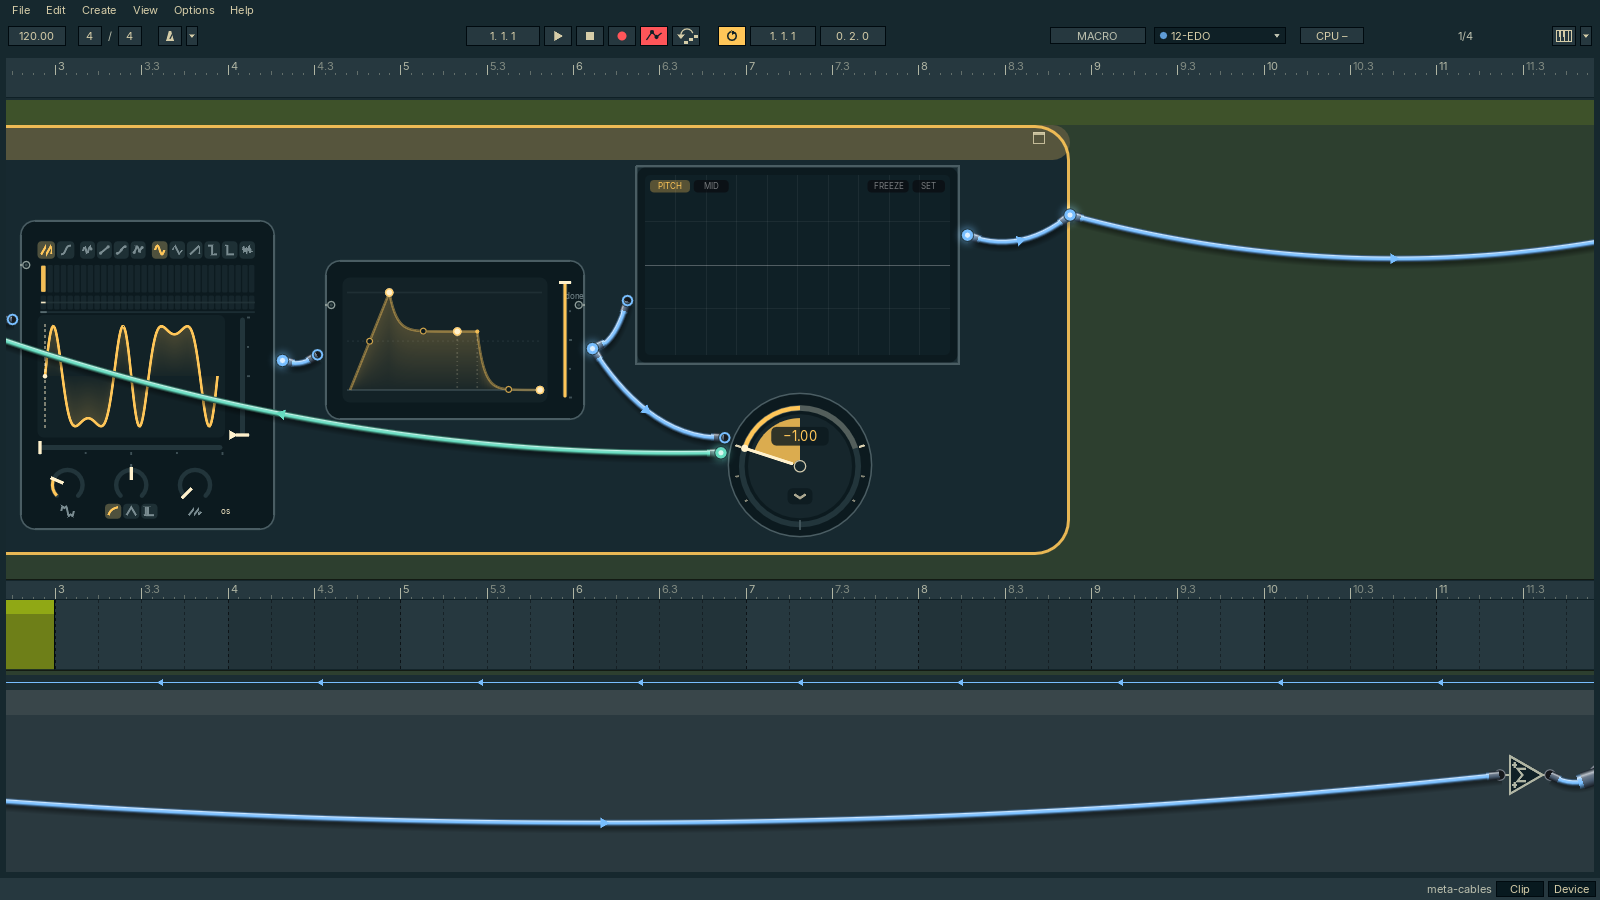 File Edit Create View Options Help
120.00 4 / 4 1. 1. 1 1. 1. 1 0. 2. 0 MACRO 12-EDO CPU – 1/4
3 3.3 4 4.3 5 5.3 6 6.3 7 7.3 8 8.3 9 9.3 10 10.3 11 11.3
PITCH MID FREEZE SET
done
−1.00
os
3 3.3 4 4.3 5 5.3 6 6.3 7 7.3 8 8.3 9 9.3 10 10.3 11 11.3
Σ
meta-cables Clip Device